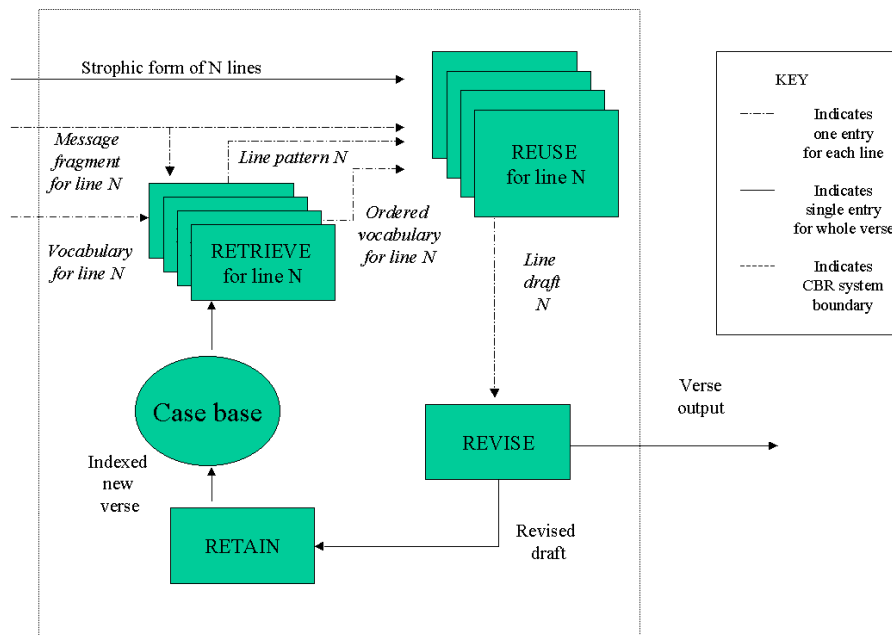 Strophic form of N lines
Message
fragment
for line N
Line pattern N
REUSE
for line N
Vocabulary
for line N
RETRIEVE
for line N
Ordered
vocabulary
for line N
Line
draft
N
Case base
Indexed
new
verse
RETAIN
REVISE
Revised
draft
Verse
output
KEY
Indicates
one entry
for each line
Indicates
single entry
for whole verse
Indicates
CBR system
boundary